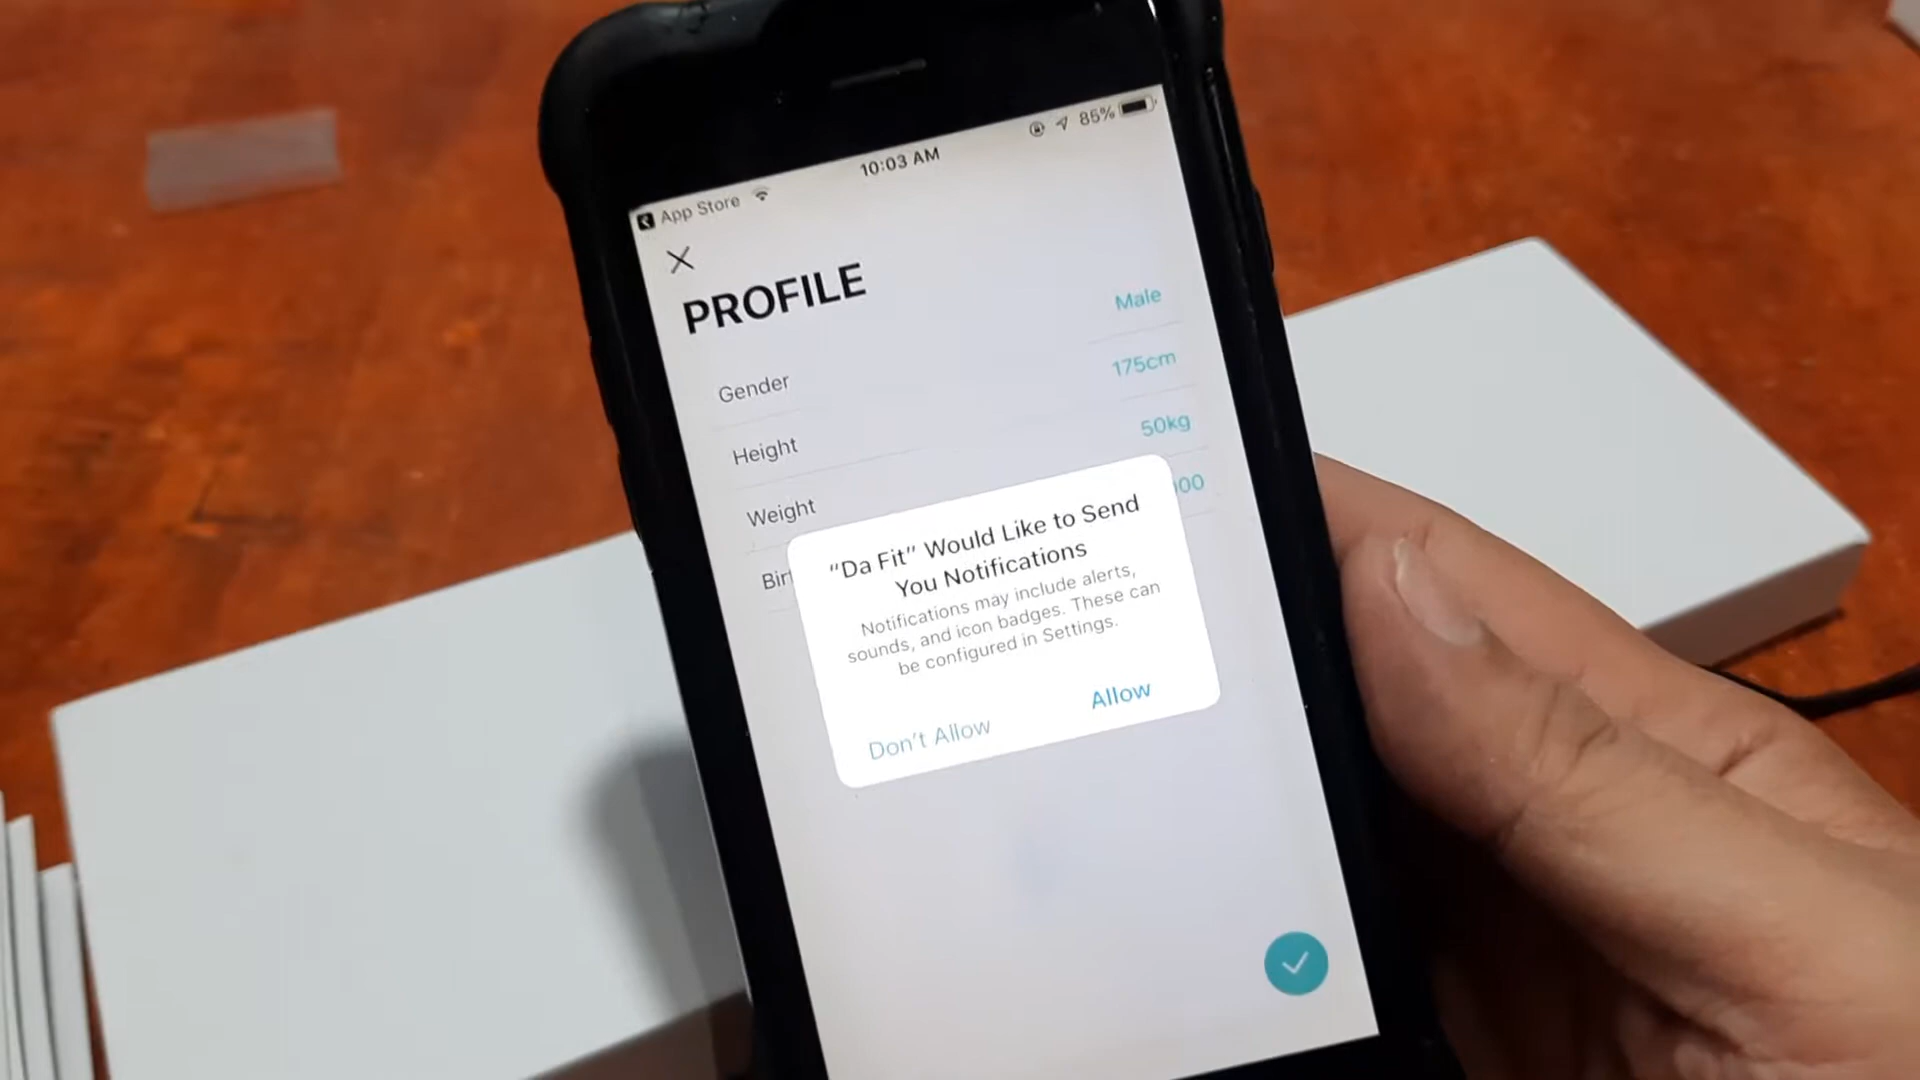 App Store
10:03 AM
85%
PROFILE
Gender
Male
Height
175cm
Weight
50kg
"Da Fit" Would Like to Send
You Notifications
Notifications may include alerts,
sounds, and icon badges. These can
be configured in Settings.
Don't Allow
Allow